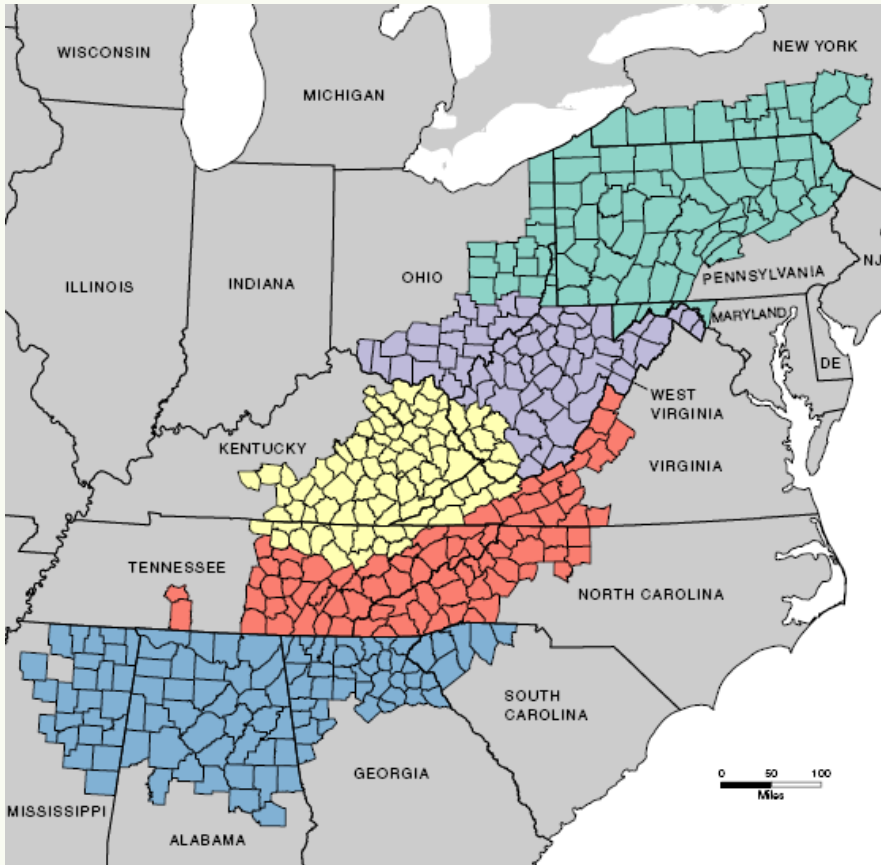 WISCONSIN
NEW YORK
MICHIGAN
ILLINOIS
INDIANA
OHIO
PENNSYLVANIA
NJ
MARYLAND
DE
WEST
VIRGINIA
KENTUCKY
VIRGINIA
TENNESSEE
NORTH CAROLINA
SOUTH
CAROLINA
GEORGIA
MISSISSIPPI
ALABAMA
0 50 100
Miles